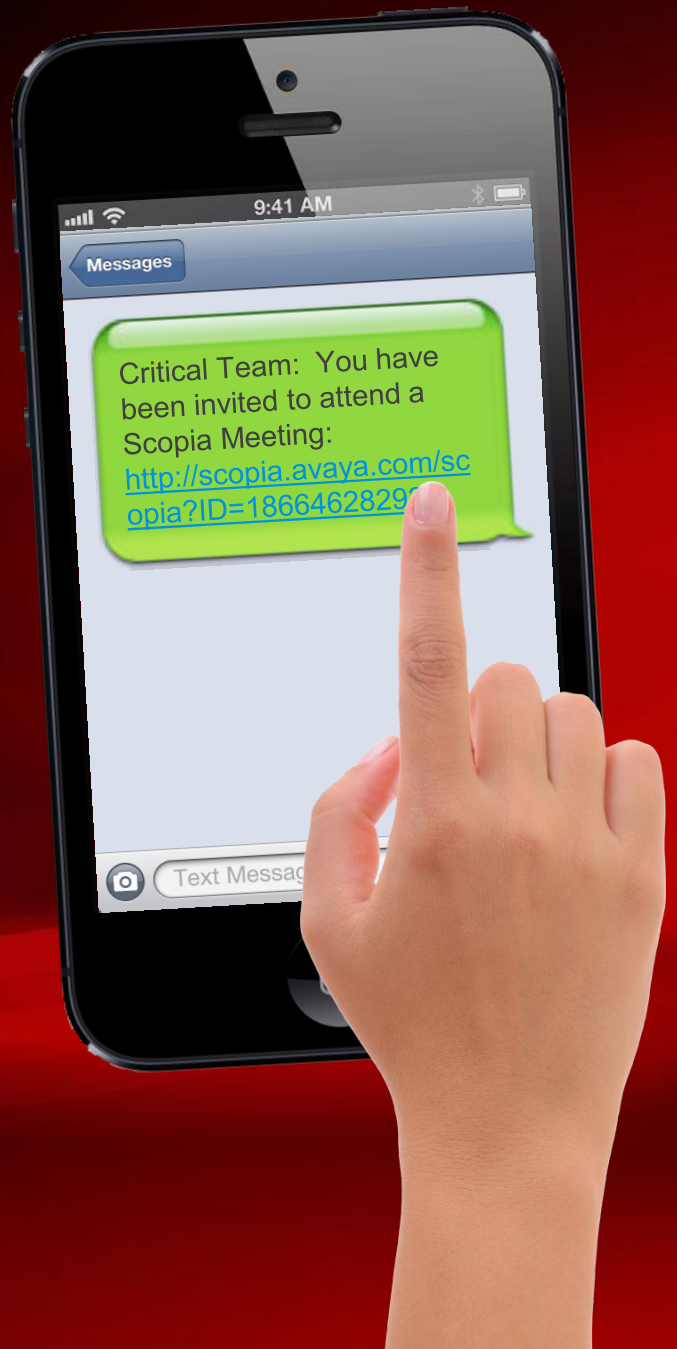 9:41 AM
Messages
Critical Team: You have
been invited to attend a
Scopia Meeting:
http://scopia.avaya.com/sc
opia?ID=1866462829
Text Messag